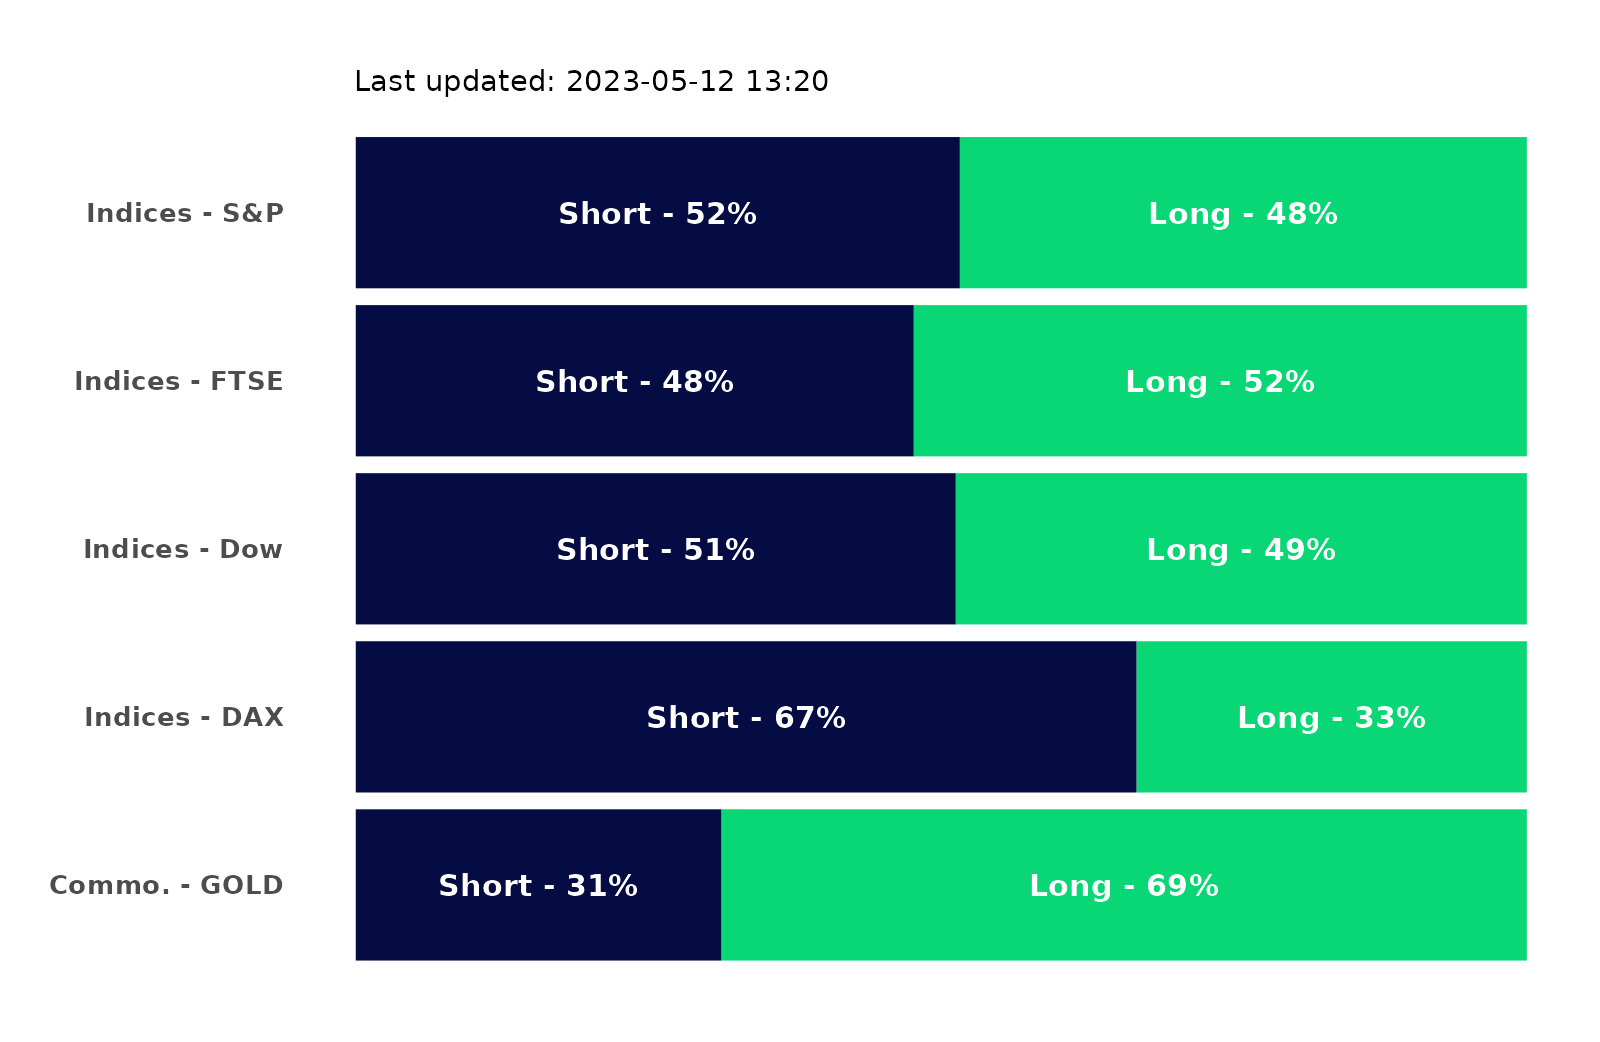 Last updated: 2023-05-12 13:20
Indices - S&P Short - 52% Long - 48%
Indices - FTSE Short - 48% Long - 52%
Indices - Dow Short - 51% Long - 49%
Indices - DAX Short - 67% Long - 33%
Commo. - GOLD Short - 31% Long - 69%